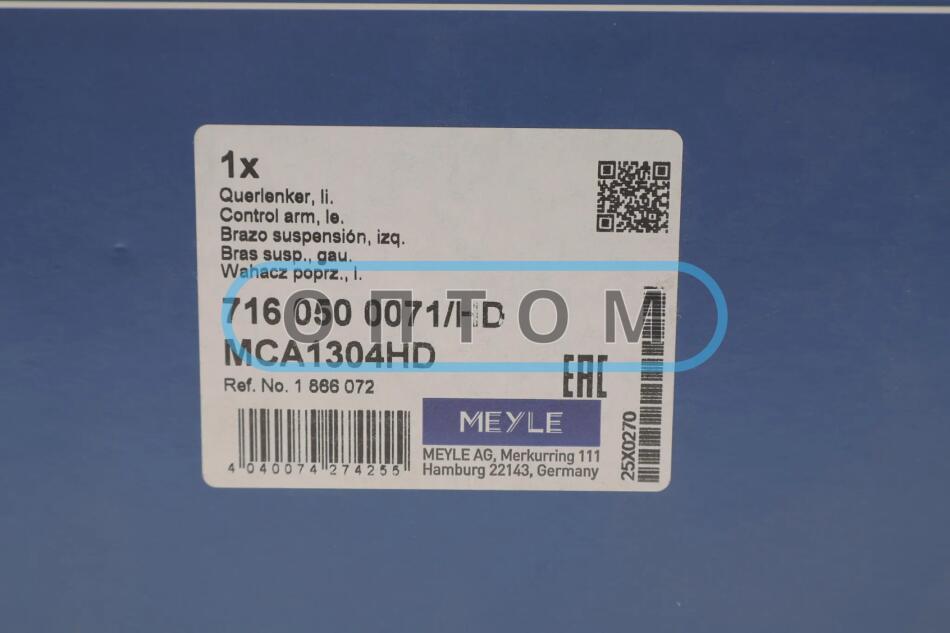 1x
Querlenker, li.
Control arm, le.
Brazo suspensión, izq.
Bras susp., gau.
Wahacz poprz., l.
716 050 0071/HD
ОПТОМ
MCA1304HD
Ref. No. 1 866 072
EAC
MEYLE
MEYLE AG, Merkurring 111
Hamburg 22143, Germany
4 040074 274255
25X0270